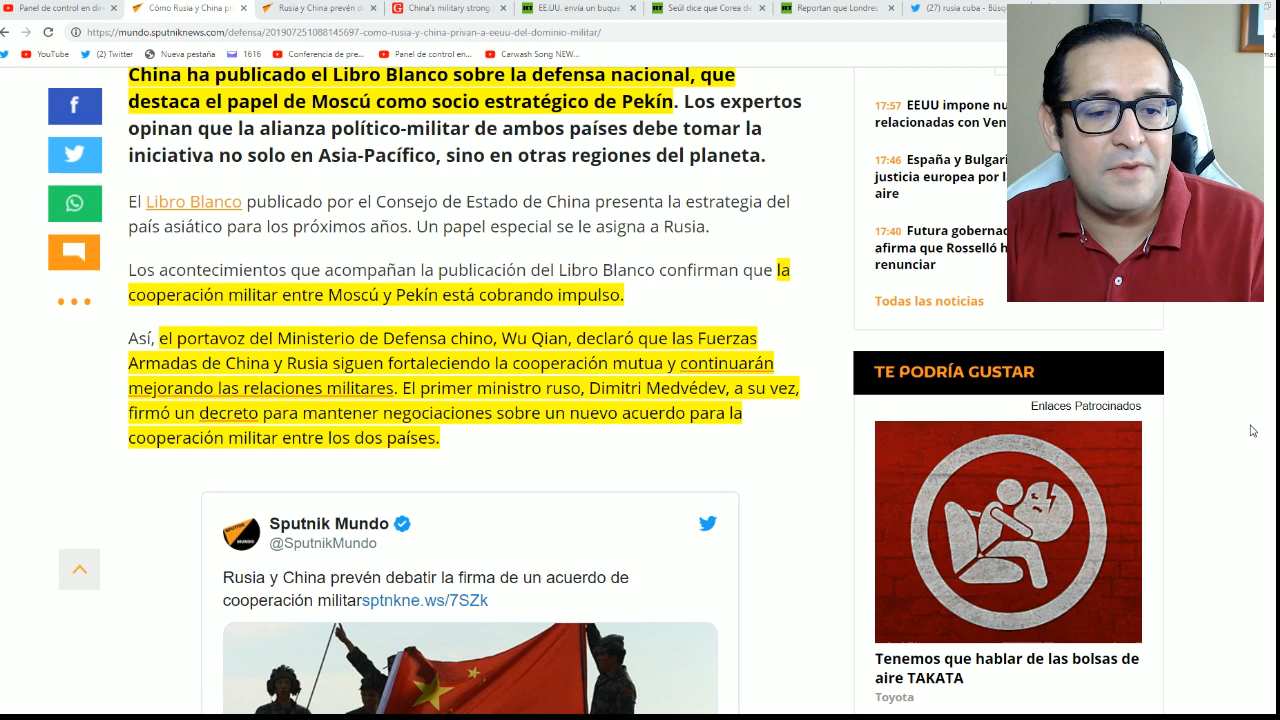 Panel de control en dir
Cómo Rusia y China pr
Rusia y China prevén d
China's military strong
EE.UU. envía un buque
Seúl dice que Corea de
Reportan que Londres
(27) rusia cuba - Búsq
https://mundo.sputniknews.com/defensa/201907251088145697-como-rusia-y-china-privan-a-eeuu-del-dominio-militar/
YouTube
(2) Twitter
Nueva pestaña
1616
Conferencia de pre...
Panel de control en...
Carwash Song NEW...
China ha publicado el Libro Blanco sobre la defensa nacional, que
destaca el papel de Moscú como socio estratégico de Pekín. Los expertos
opinan que la alianza político-militar de ambos países debe tomar la
iniciativa no solo en Asia-Pacífico, sino en otras regiones del planeta.
El Libro Blanco publicado por el Consejo de Estado de China presenta la estrategia del
país asiático para los próximos años. Un papel especial se le asigna a Rusia.
Los acontecimientos que acompañan la publicación del Libro Blanco confirman que la
cooperación militar entre Moscú y Pekín está cobrando impulso.
Así, el portavoz del Ministerio de Defensa chino, Wu Qian, declaró que las Fuerzas
Armadas de China y Rusia siguen fortaleciendo la cooperación mutua y continuarán
mejorando las relaciones militares. El primer ministro ruso, Dimitri Medvédev, a su vez,
firmó un decreto para mantener negociaciones sobre un nuevo acuerdo para la
cooperación militar entre los dos países.
Sputnik Mundo
@SputnikMundo
Rusia y China prevén debatir la firma de un acuerdo de
cooperación militarsptnkne.ws/7SZk
17:57 EEUU impone nu
relacionadas con Ven
17:46 España y Bulgari
justicia europea por l
aire
17:40 Futura gobernad
afirma que Rosselló h
renunciar
Todas las noticias
TE PODRÍA GUSTAR
Enlaces Patrocinados
Tenemos que hablar de las bolsas de
aire TAKATA
Toyota